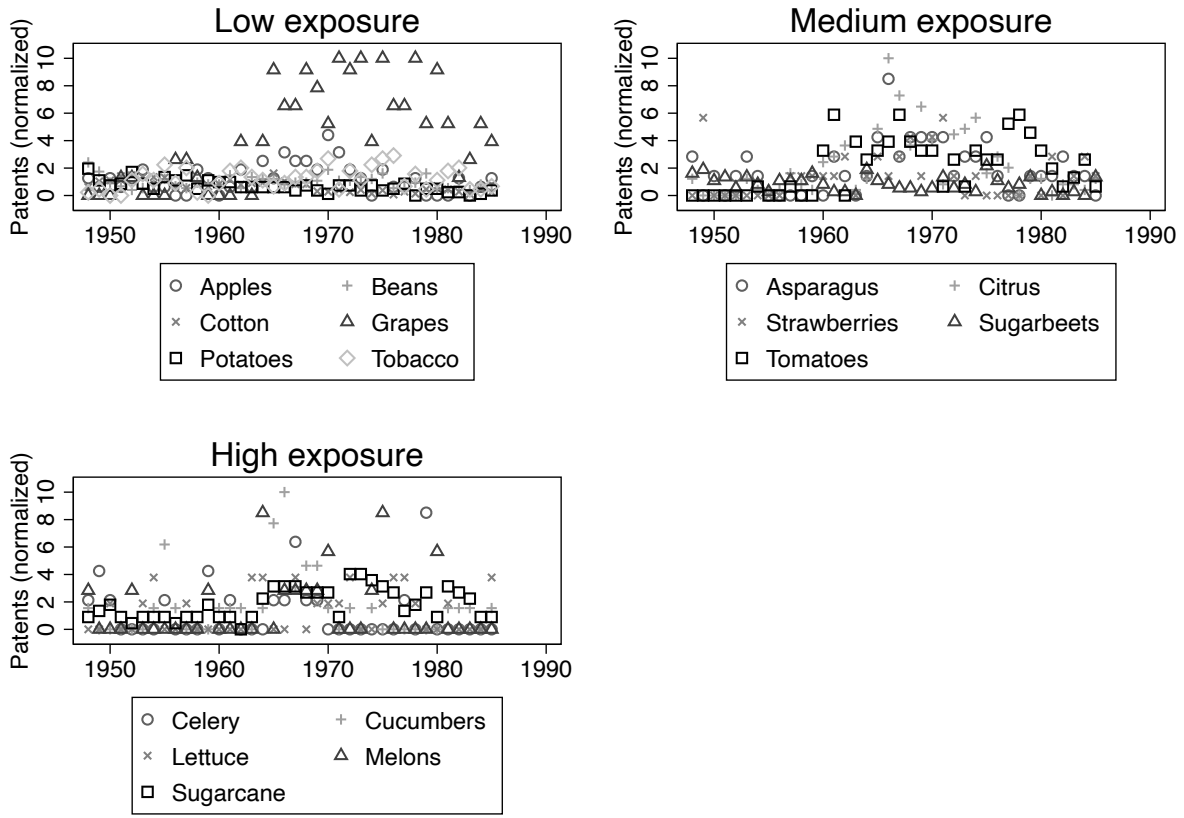 Low exposure
Patents (normalized)
0 2 4 6 8 10
1950 1960 1970 1980 1990
Apples Beans
Cotton Grapes
Potatoes Tobacco
Medium exposure
Patents (normalized)
0 2 4 6 8 10
1950 1960 1970 1980 1990
Asparagus Citrus
Strawberries Sugarbeets
Tomatoes
High exposure
Patents (normalized)
0 2 4 6 8 10
1950 1960 1970 1980 1990
Celery Cucumbers
Lettuce Melons
Sugarcane